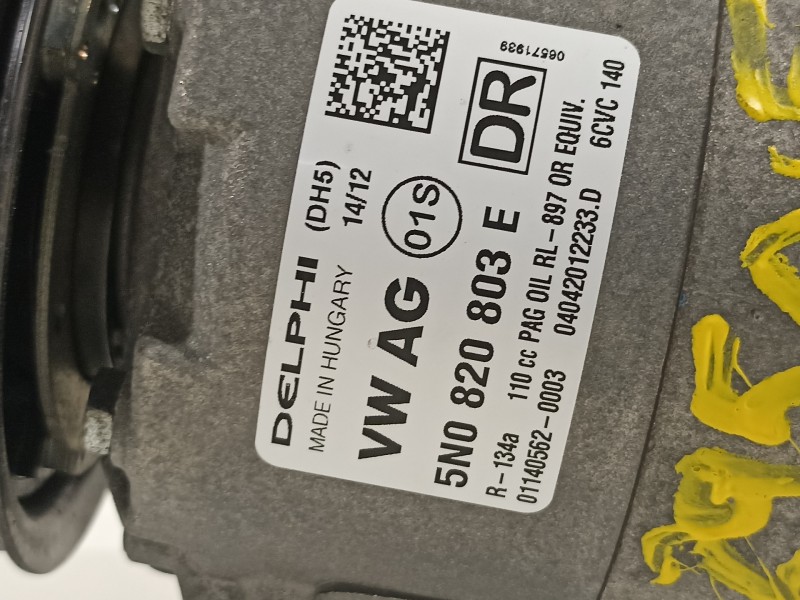 DELPHI (DH5)
MADE IN HUNGARY 14/12
VW AG 01S DR
06571939
5N0 820 803 E
R-134a 110 cc PAG OIL RL-897 OR EQUIV.
01140562-0003 04042012233.D 6CVC 140